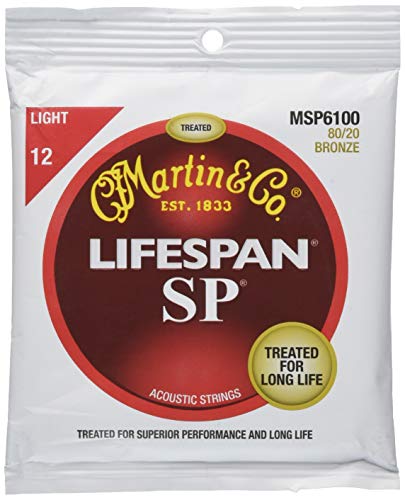 LIGHT
12
MSP6100
80/20
BRONZE
TREATED
CFMartin & Co.®
EST. 1833
LIFESPAN®
SP®
TREATED
FOR
LONG LIFE
ACOUSTIC STRINGS
TREATED FOR SUPERIOR PERFORMANCE AND LONG LIFE